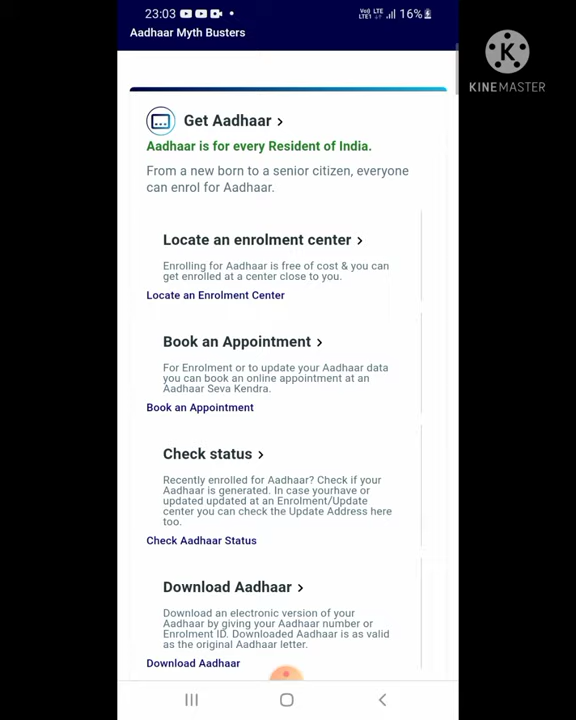 23:03
Vo) LTE
LTE1
16%
Aadhaar Myth Busters
K
KINEMASTER
Get Aadhaar >
Aadhaar is for every Resident of India.
From a new born to a senior citizen, everyone
can enrol for Aadhaar.
Locate an enrolment center >
Enrolling for Aadhaar is free of cost & you can
get enrolled at a center close to you.
Locate an Enrolment Center
Book an Appointment >
For Enrolment or to update your Aadhaar data
you can book an online appointment at an
Aadhaar Seva Kendra.
Book an Appointment
Check status >
Recently enrolled for Aadhaar? Check if your
Aadhaar is generated. In case yourhave or
updated updated at an Enrolment/Update
center you can check the Update Address here
too.
Check Aadhaar Status
Download Aadhaar >
Download an electronic version of your
Aadhaar by giving your Aadhaar number or
Enrolment ID. Downloaded Aadhaar is as valid
as the original Aadhaar letter.
Download Aadhaar